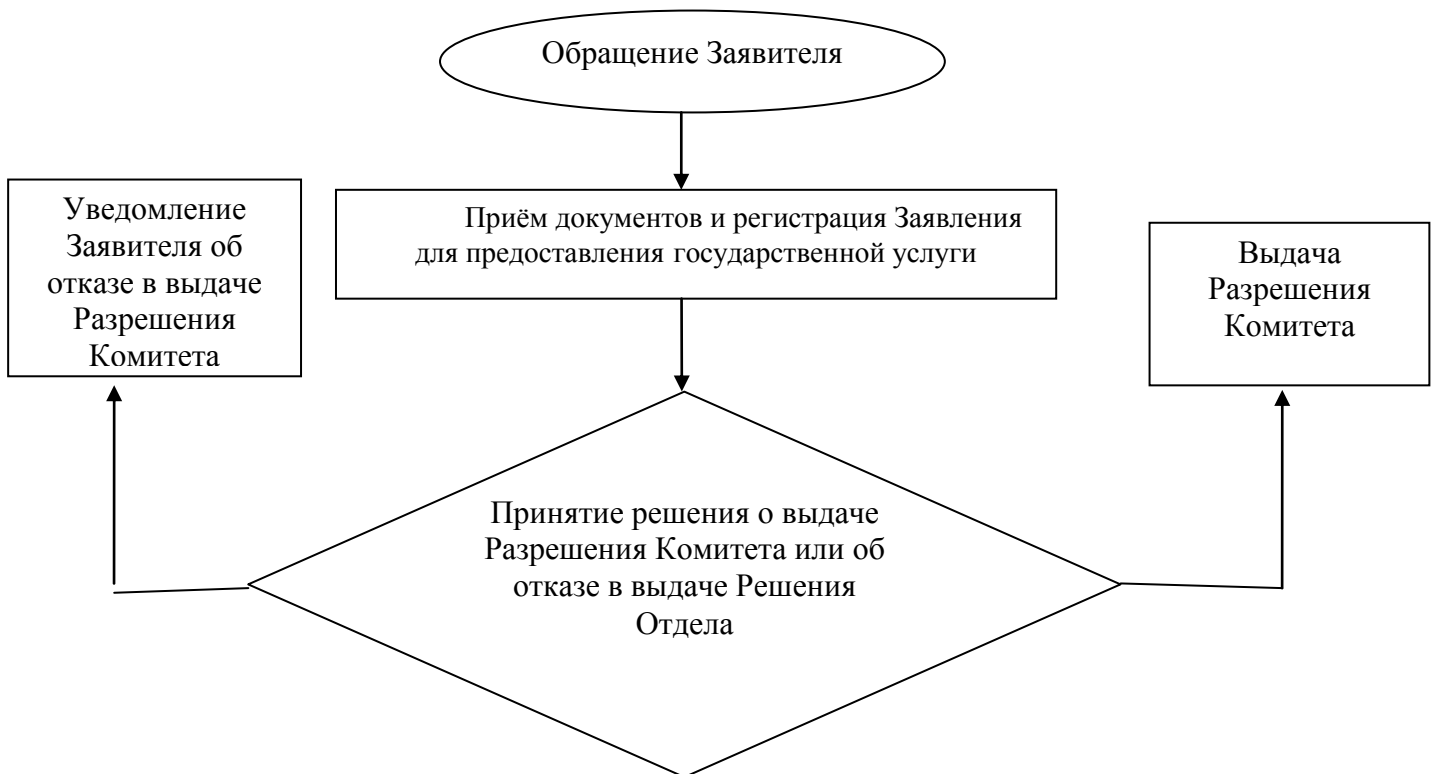 Обращение Заявителя
Уведомление
Заявителя об
отказе в выдаче
Разрешения
Комитета
Приём документов и регистрация Заявления
для предоставления государственной услуги
Выдача
Разрешения
Комитета
Принятие решения о выдаче
Разрешения Комитета или об
отказе в выдаче Решения
Отдела